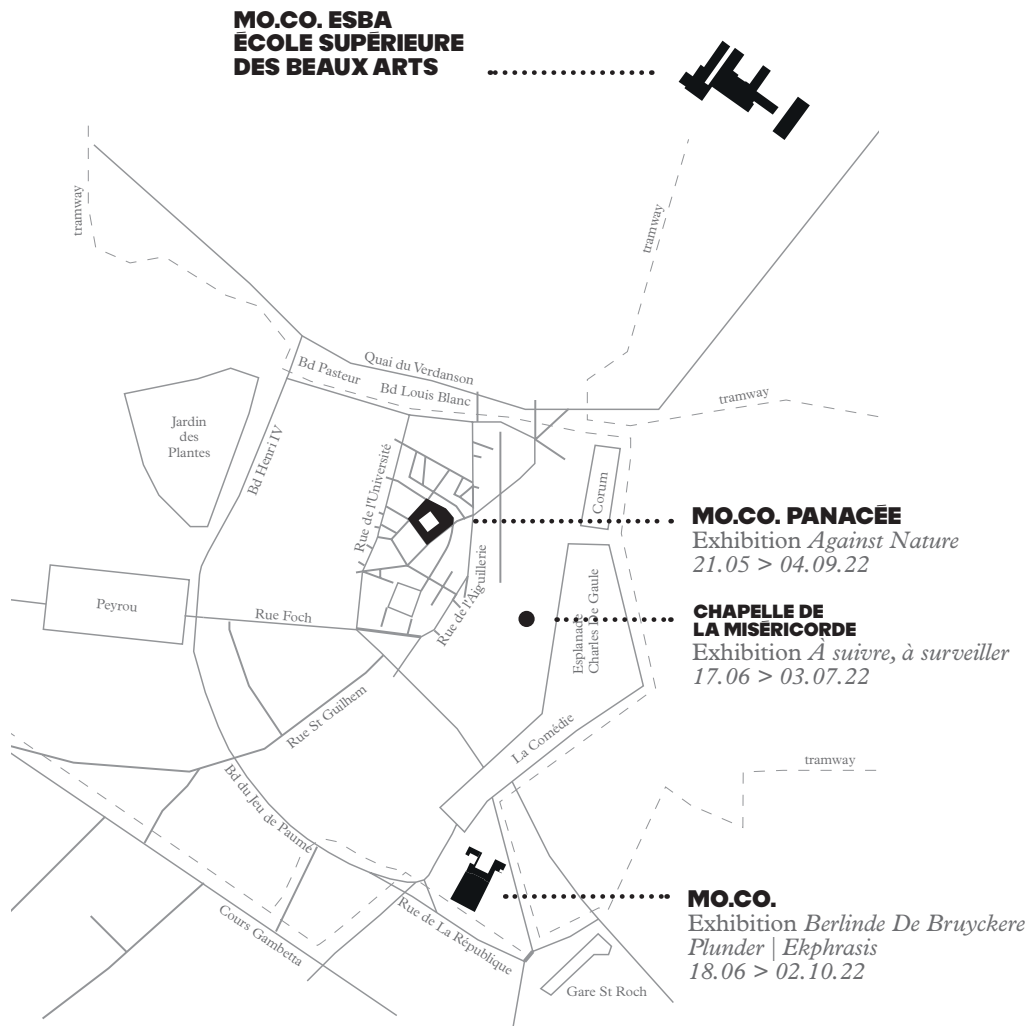 MO.CO. ESBA
ÉCOLE SUPÉRIEURE
DES BEAUX ARTS
tramway
tramway
Quai du Verdanson
Bd Pasteur
Bd Louis Blanc
tramway
Jardin
des
Plantes
Bd Henri IV
Rue de l'Université
Corum
MO.CO. PANACÉE
Exhibition Against Nature
21.05 > 04.09.22
Rue de l'Aiguillerie
Peyrou
Rue Foch
Esplanade
Charles De Gaule
CHAPELLE DE
LA MISÉRICORDE
Exhibition À suivre, à surveiller
17.06 > 03.07.22
Rue St Guilhem
La Comédie
tramway
Bd du Jeu de Paume
MO.CO.
Exhibition Berlinde De Bruyckere
Plunder | Ekphrasis
18.06 > 02.10.22
Cours Gambetta
Rue de La République
Gare St Roch